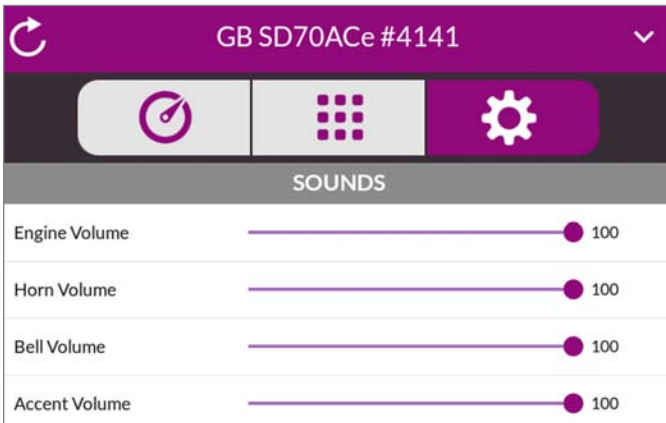 GB SD70ACe #4141
SOUNDS
Engine Volume 100
Horn Volume 100
Bell Volume 100
Accent Volume 100